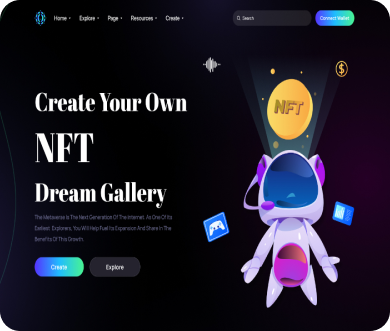 Home Explore Page Resources Create Search Connect Wallet
Create Your Own
NFT
Dream Gallery
The Metaverse Is The Next Generation Of The Internet. As One Of Its
Earliest Explorers, You Will Help Fuel Its Expansion And Share In The
Benefits Of This Growth.
Create Explore
NFT